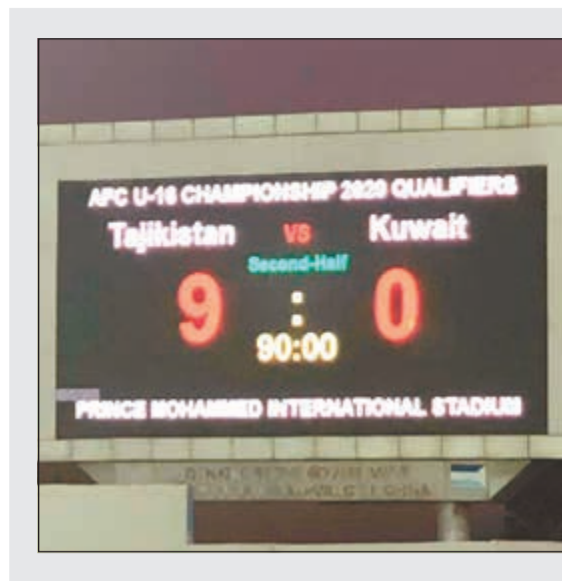 AFC U-16 CHAMPIONSHIP 2020 QUALIFIERS
Tajikistan VS Kuwait
Second-Half
9 : 0
90:00
PRINCE MOHAMMED INTERNATIONAL STADIUM